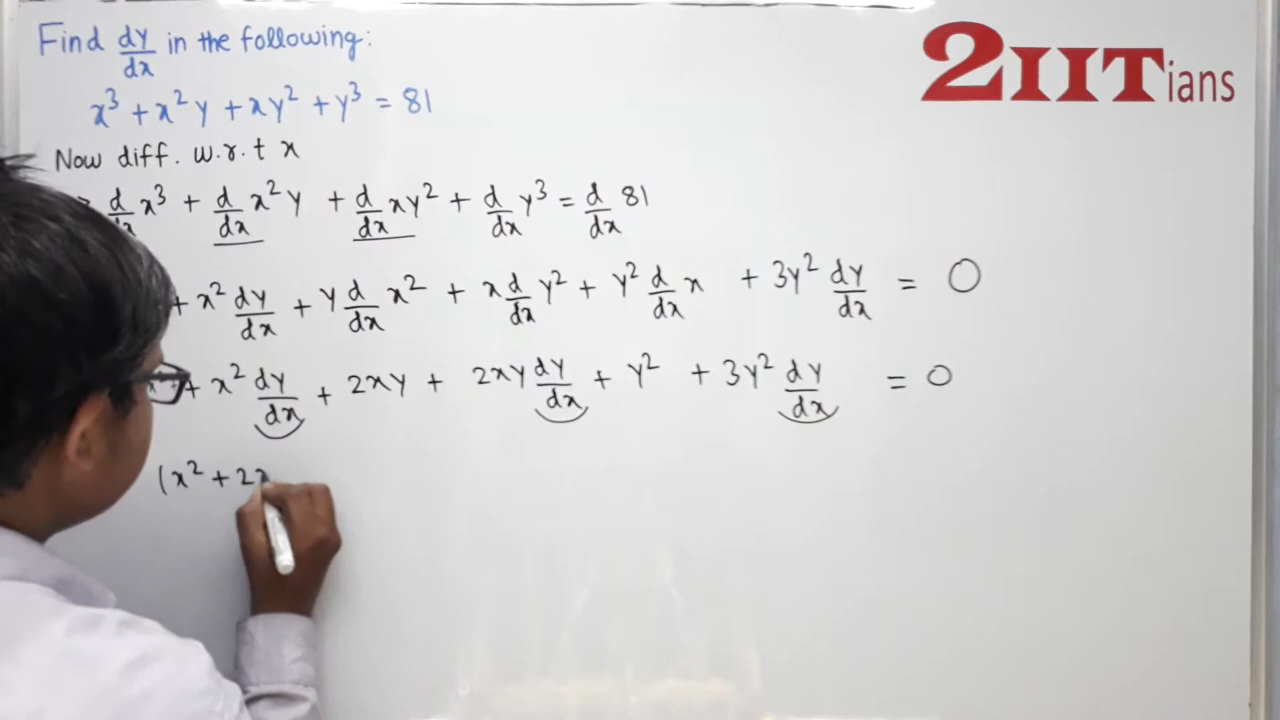 Find dy/dx in the following:
x³ + x²y + xy² + y³ = 81
2IITians
Now diff. w.r.t x
d/dx x³ + d/dx x²y + d/dx xy² + d/dx y³ = d/dx 81
+ x² dy/dx + y d/dx x² + x d/dx y² + y² d/dx x + 3y² dy/dx = 0
+ x² dy/dx + 2xy + 2xy dy/dx + y² + 3y² dy/dx = 0
(x² + 2x